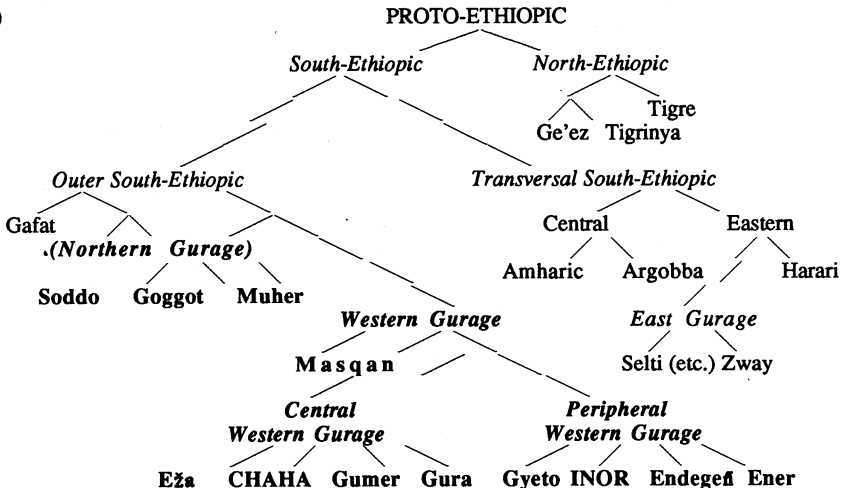 )
PROTO-ETHIOPIC
South-Ethiopic North-Ethiopic
Tigre
Ge'ez Tigrinya
Outer South-Ethiopic Transversal South-Ethiopic
Gafat Central Eastern
(Northern Gurage)
Amharic Argobba Harari
Soddo Goggot Muher
Western Gurage East Gurage
Masqan Selti (etc.) Zway
Central Peripheral
Western Gurage Western Gurage
Eža CHAHA Gumer Gura Gyeto INOR Endegeñ Ener